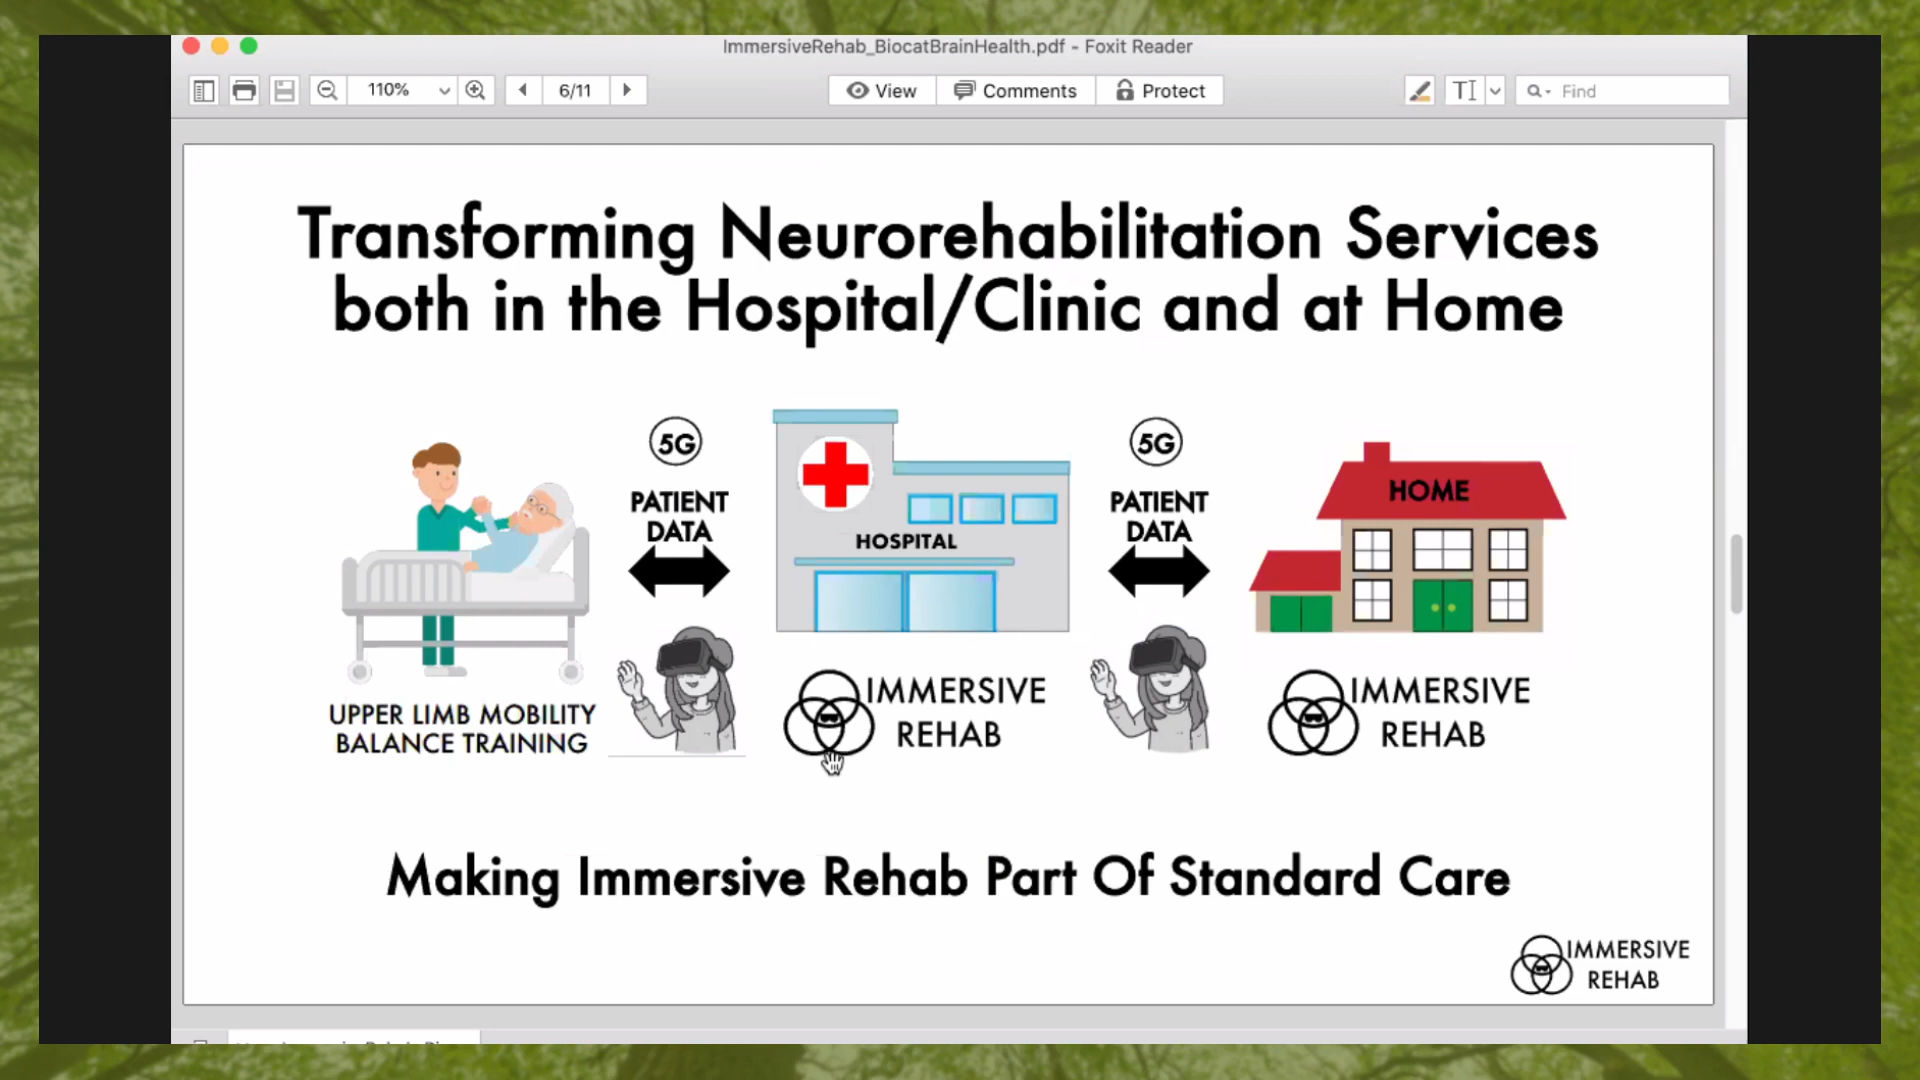 ImmersiveRehab_BiocatBrainHealth.pdf - Foxit Reader
110%
6/11
View
Comments
Protect
Find
Transforming Neurorehabilitation Services
both in the Hospital/Clinic and at Home
5G
PATIENT
DATA
HOSPITAL
5G
PATIENT
DATA
HOME
UPPER LIMB MOBILITY
BALANCE TRAINING
IMMERSIVE
REHAB
IMMERSIVE
REHAB
Making Immersive Rehab Part Of Standard Care
IMMERSIVE
REHAB